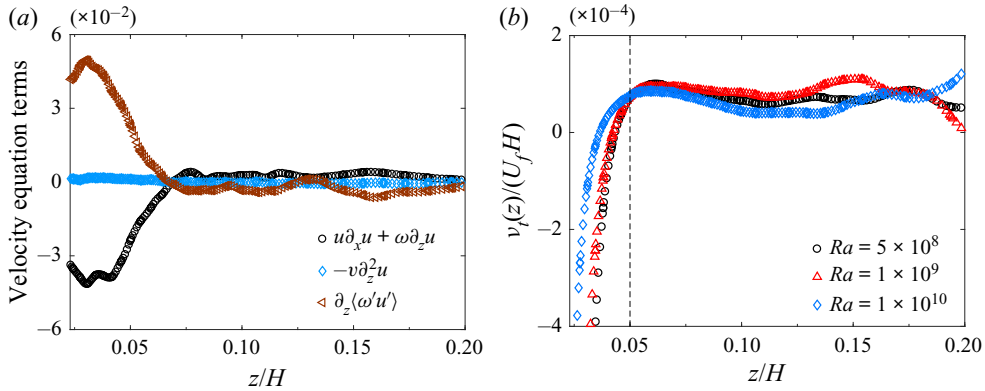 (a) (×10⁻²)
6
3
0
−3
−6
Velocity equation terms
u∂ₓu + ω∂_zu
−ν∂²_zu
∂_z⟨ω′u′⟩
0.05 0.10 0.15 0.20
z/H
(b) (×10⁻⁴)
2
0
−2
−4
ν_t(z)/(U_f H)
Ra = 5 × 10⁸
Ra = 1 × 10⁹
Ra = 1 × 10¹⁰
0.05 0.10 0.15 0.20
z/H